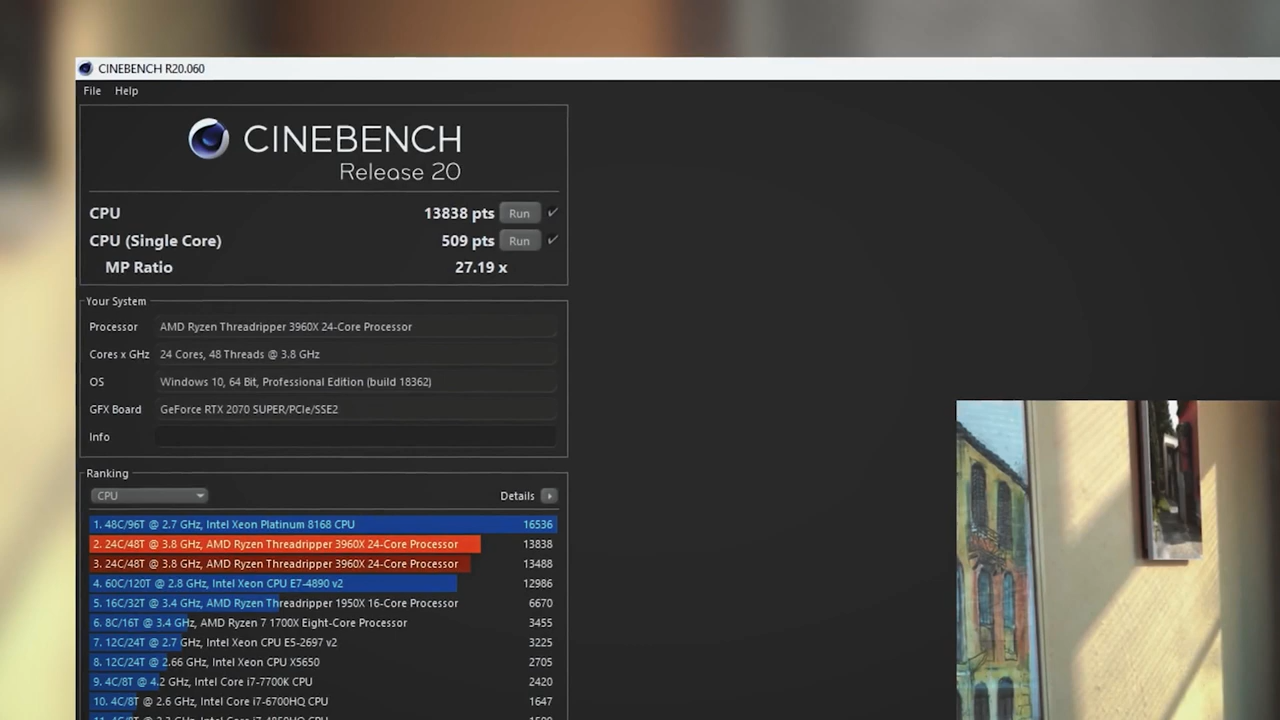 CINEBENCH R20.060
File Help
CINEBENCH
Release 20
CPU 13838 pts Run
CPU (Single Core) 509 pts Run
MP Ratio 27.19 x
Your System
Processor AMD Ryzen Threadripper 3960X 24-Core Processor
Cores x GHz 24 Cores, 48 Threads @ 3.8 GHz
OS Windows 10, 64 Bit, Professional Edition (build 18362)
GFX Board GeForce RTX 2070 SUPER/PCIe/SSE2
Info
Ranking
CPU Details
1. 48C/96T @ 2.7 GHz, Intel Xeon Platinum 8168 CPU 16536
2. 24C/48T @ 3.8 GHz, AMD Ryzen Threadripper 3960X 24-Core Processor 13838
3. 24C/48T @ 3.8 GHz, AMD Ryzen Threadripper 3960X 24-Core Processor 13488
4. 60C/120T @ 2.8 GHz, Intel Xeon CPU E7-4890 v2 12986
5. 16C/32T @ 3.4 GHz, AMD Ryzen Threadripper 1950X 16-Core Processor 6670
6. 8C/16T @ 3.4 GHz, AMD Ryzen 7 1700X Eight-Core Processor 3455
7. 12C/24T @ 2.7 GHz, Intel Xeon CPU E5-2697 v2 3225
8. 12C/24T @ 2.66 GHz, Intel Xeon CPU X5650 2705
9. 4C/8T @ 4.2 GHz, Intel Core i7-7700K CPU 2420
10. 4C/8T @ 2.6 GHz, Intel Core i7-6700HQ CPU 1647